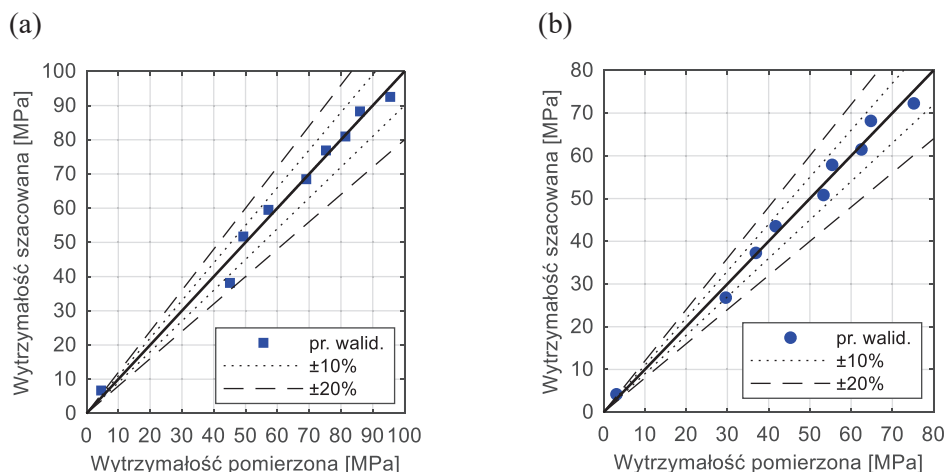 (a)
(b)
100
90
80
70
60
50
40
30
20
10
0
0 10 20 30 40 50 60 70 80 90 100
Wytrzymałość szacowana [MPa]
Wytrzymałość pomierzona [MPa]
pr. walid.
±10%
±20%
80
70
60
50
40
30
20
10
0
0 10 20 30 40 50 60 70 80
Wytrzymałość szacowana [MPa]
Wytrzymałość pomierzona [MPa]
pr. walid.
±10%
±20%